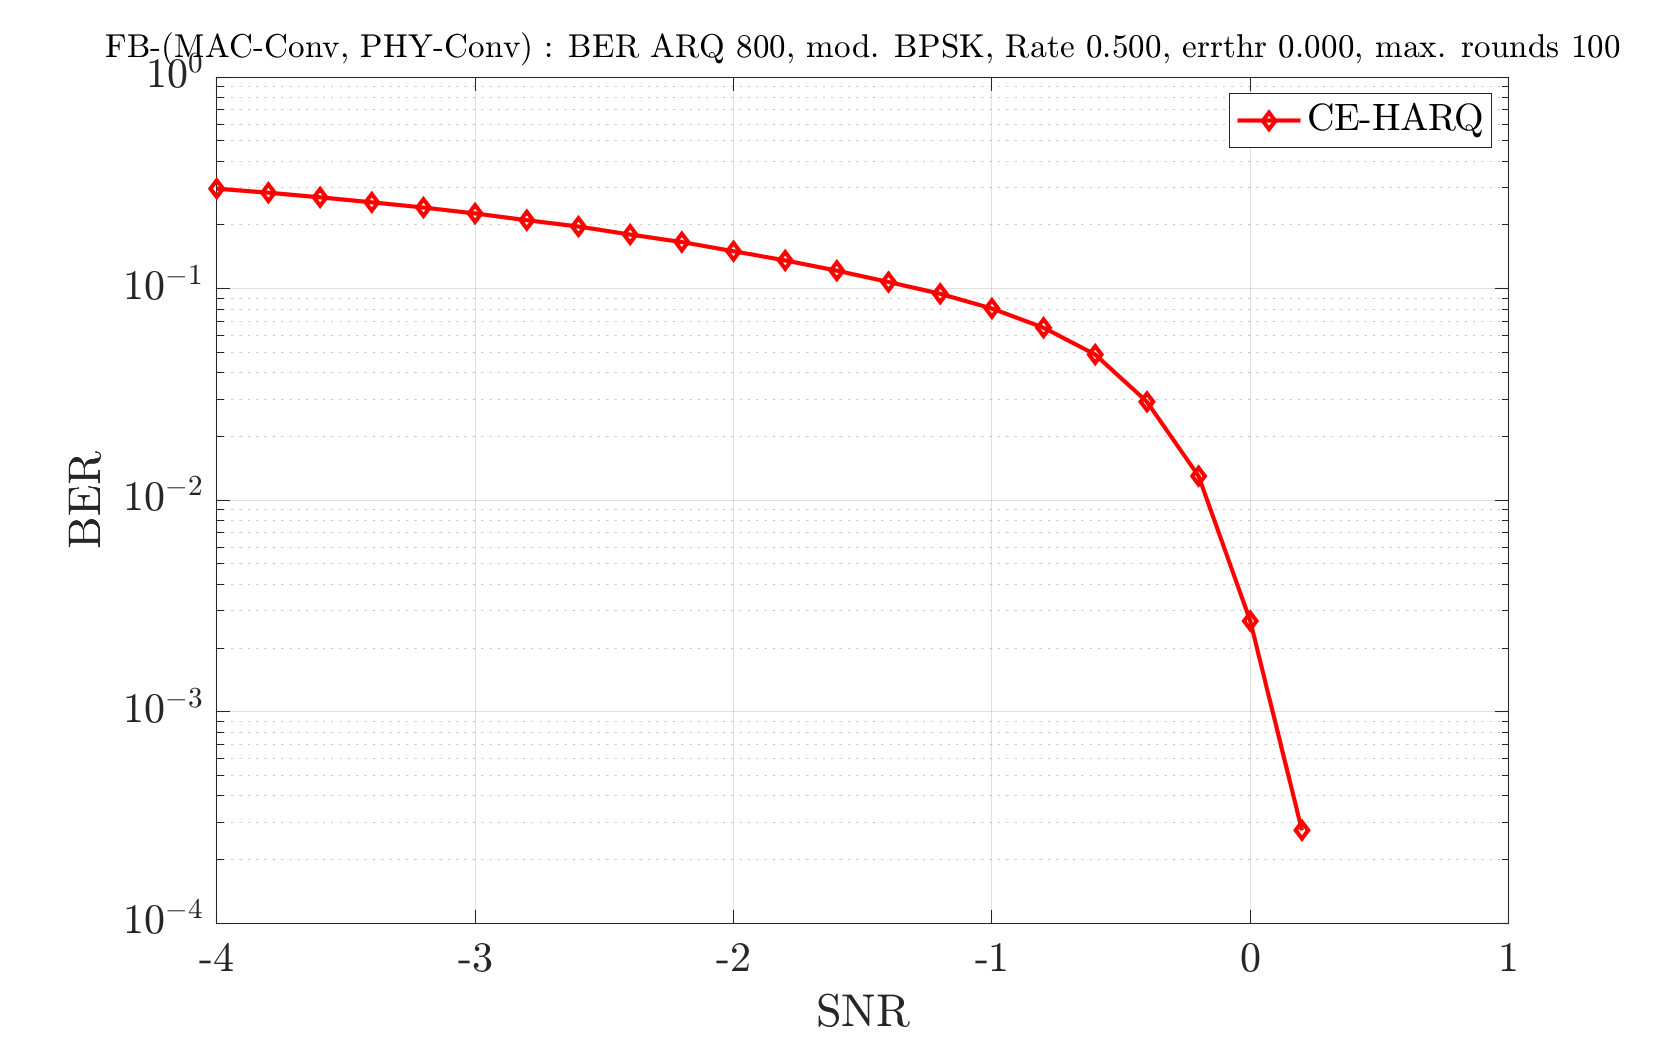 FB-(MAC-Conv, PHY-Conv) : BER ARQ 800, mod. BPSK, Rate 0.500, errthr 0.000, max. rounds 100
CE-HARQ
10^0
10^{-1}
10^{-2}
10^{-3}
10^{-4}
BER
-4 -3 -2 -1 0 1
SNR